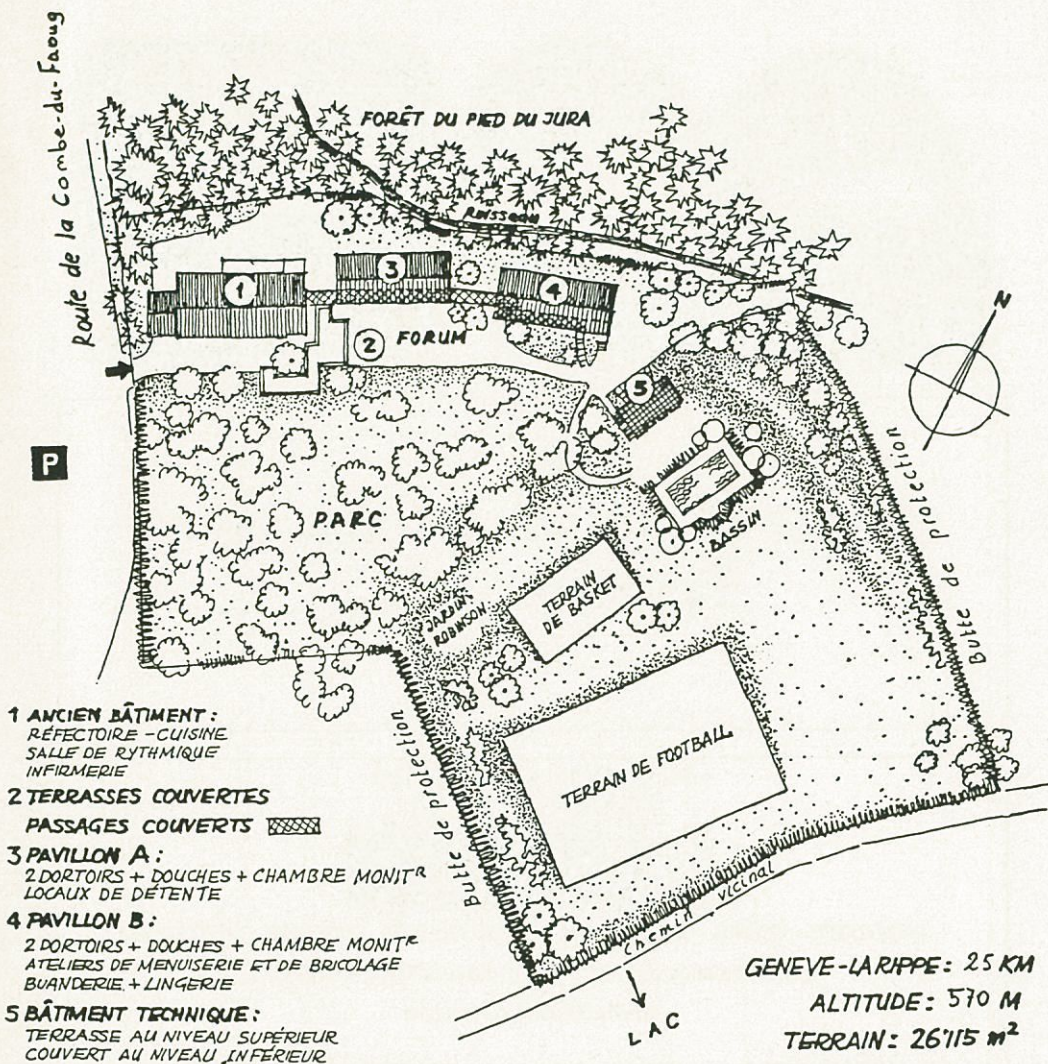 Route de la Combe-du-Faoug
FORÊT DU PIED DU JURA
RUISSEAU
1
3
4
2
FORUM
5
N
P
PARC
BASSIN
JARDIN
ROBINSON
TERRAIN
DE BASKET
TERRAIN DE FOOTBALL
Butte de protection
Butte de protection
Chemin vicinal
LAC
1 ANCIEN BÂTIMENT:
RÉFECTOIRE - CUISINE
SALLE DE RYTHMIQUE
INFIRMERIE
2 TERRASSES COUVERTES
PASSAGES COUVERTS
3 PAVILLON A:
2 DORTOIRS + DOUCHES + CHAMBRE MONITR
LOCAUX DE DÉTENTE
4 PAVILLON B:
2 DORTOIRS + DOUCHES + CHAMBRE MONITR
ATELIERS DE MENUISERIE ET DE BRICOLAGE
BUANDERIE + LINGERIE
5 BÂTIMENT TECHNIQUE:
TERRASSE AU NIVEAU SUPÉRIEUR
COUVERT AU NIVEAU INFÉRIEUR
GENEVE-LA RIPPE: 25 KM
ALTITUDE: 570 M
TERRAIN: 26'115 m²